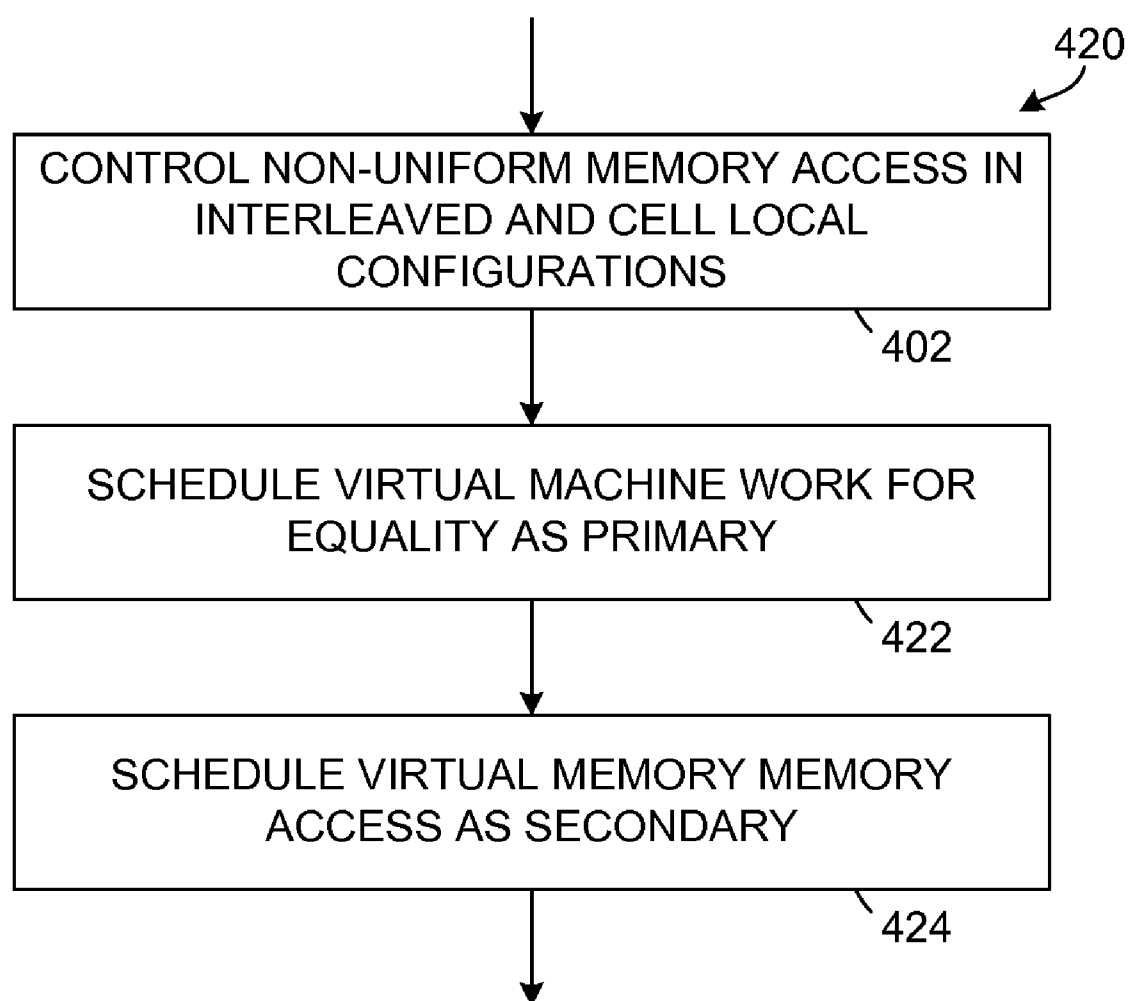 420
CONTROL NON-UNIFORM MEMORY ACCESS IN
INTERLEAVED AND CELL LOCAL
CONFIGURATIONS
402
SCHEDULE VIRTUAL MACHINE WORK FOR
EQUALITY AS PRIMARY
422
SCHEDULE VIRTUAL MEMORY MEMORY
ACCESS AS SECONDARY
424